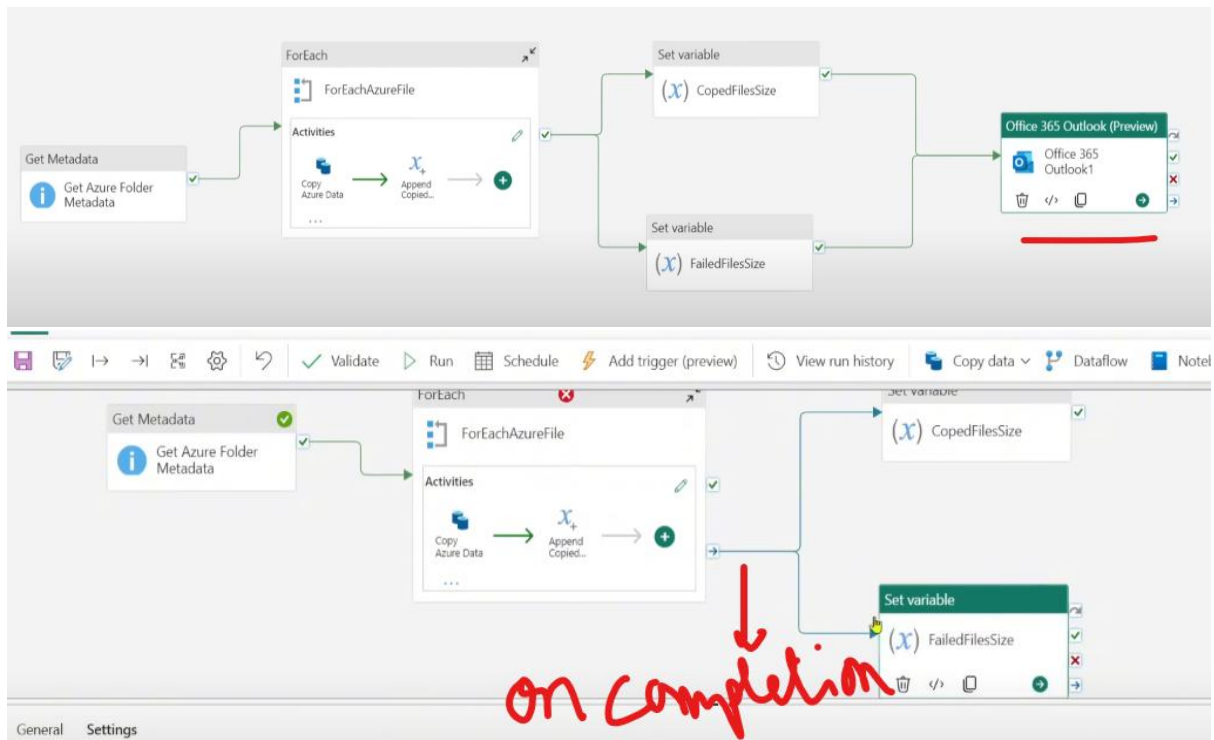 ForEach
Set variable
ForEachAzureFile
(x) CopedFilesSize
Office 365 Outlook (Preview)
Activities
Office 365
Outlook1
Get Metadata
Get Azure Folder
Metadata
Copy
Azure Data
Append
Copied...
...
Set variable
(x) FailedFilesSize
Validate
Run
Schedule
Add trigger (preview)
View run history
Copy data
Dataflow
Noteb
ForEach
Set variable
Get Metadata
ForEachAzureFile
(x) CopedFilesSize
Get Azure Folder
Metadata
Activities
Copy
Azure Data
Append
Copied...
...
Set variable
(x) FailedFilesSize
on completion
General Settings